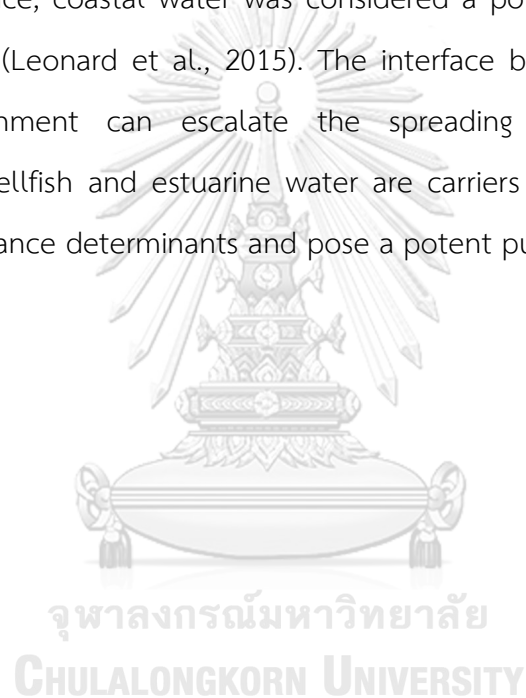 ce, coastal water was considered a po
(Leonard et al., 2015). The interface b
nment can escalate the spreading
ellfish and estuarine water are carriers
ance determinants and pose a potent pu
จุฬาลงกรณ์มหาวิทยาลัย
CHULALONGKORN UNIVERSITY